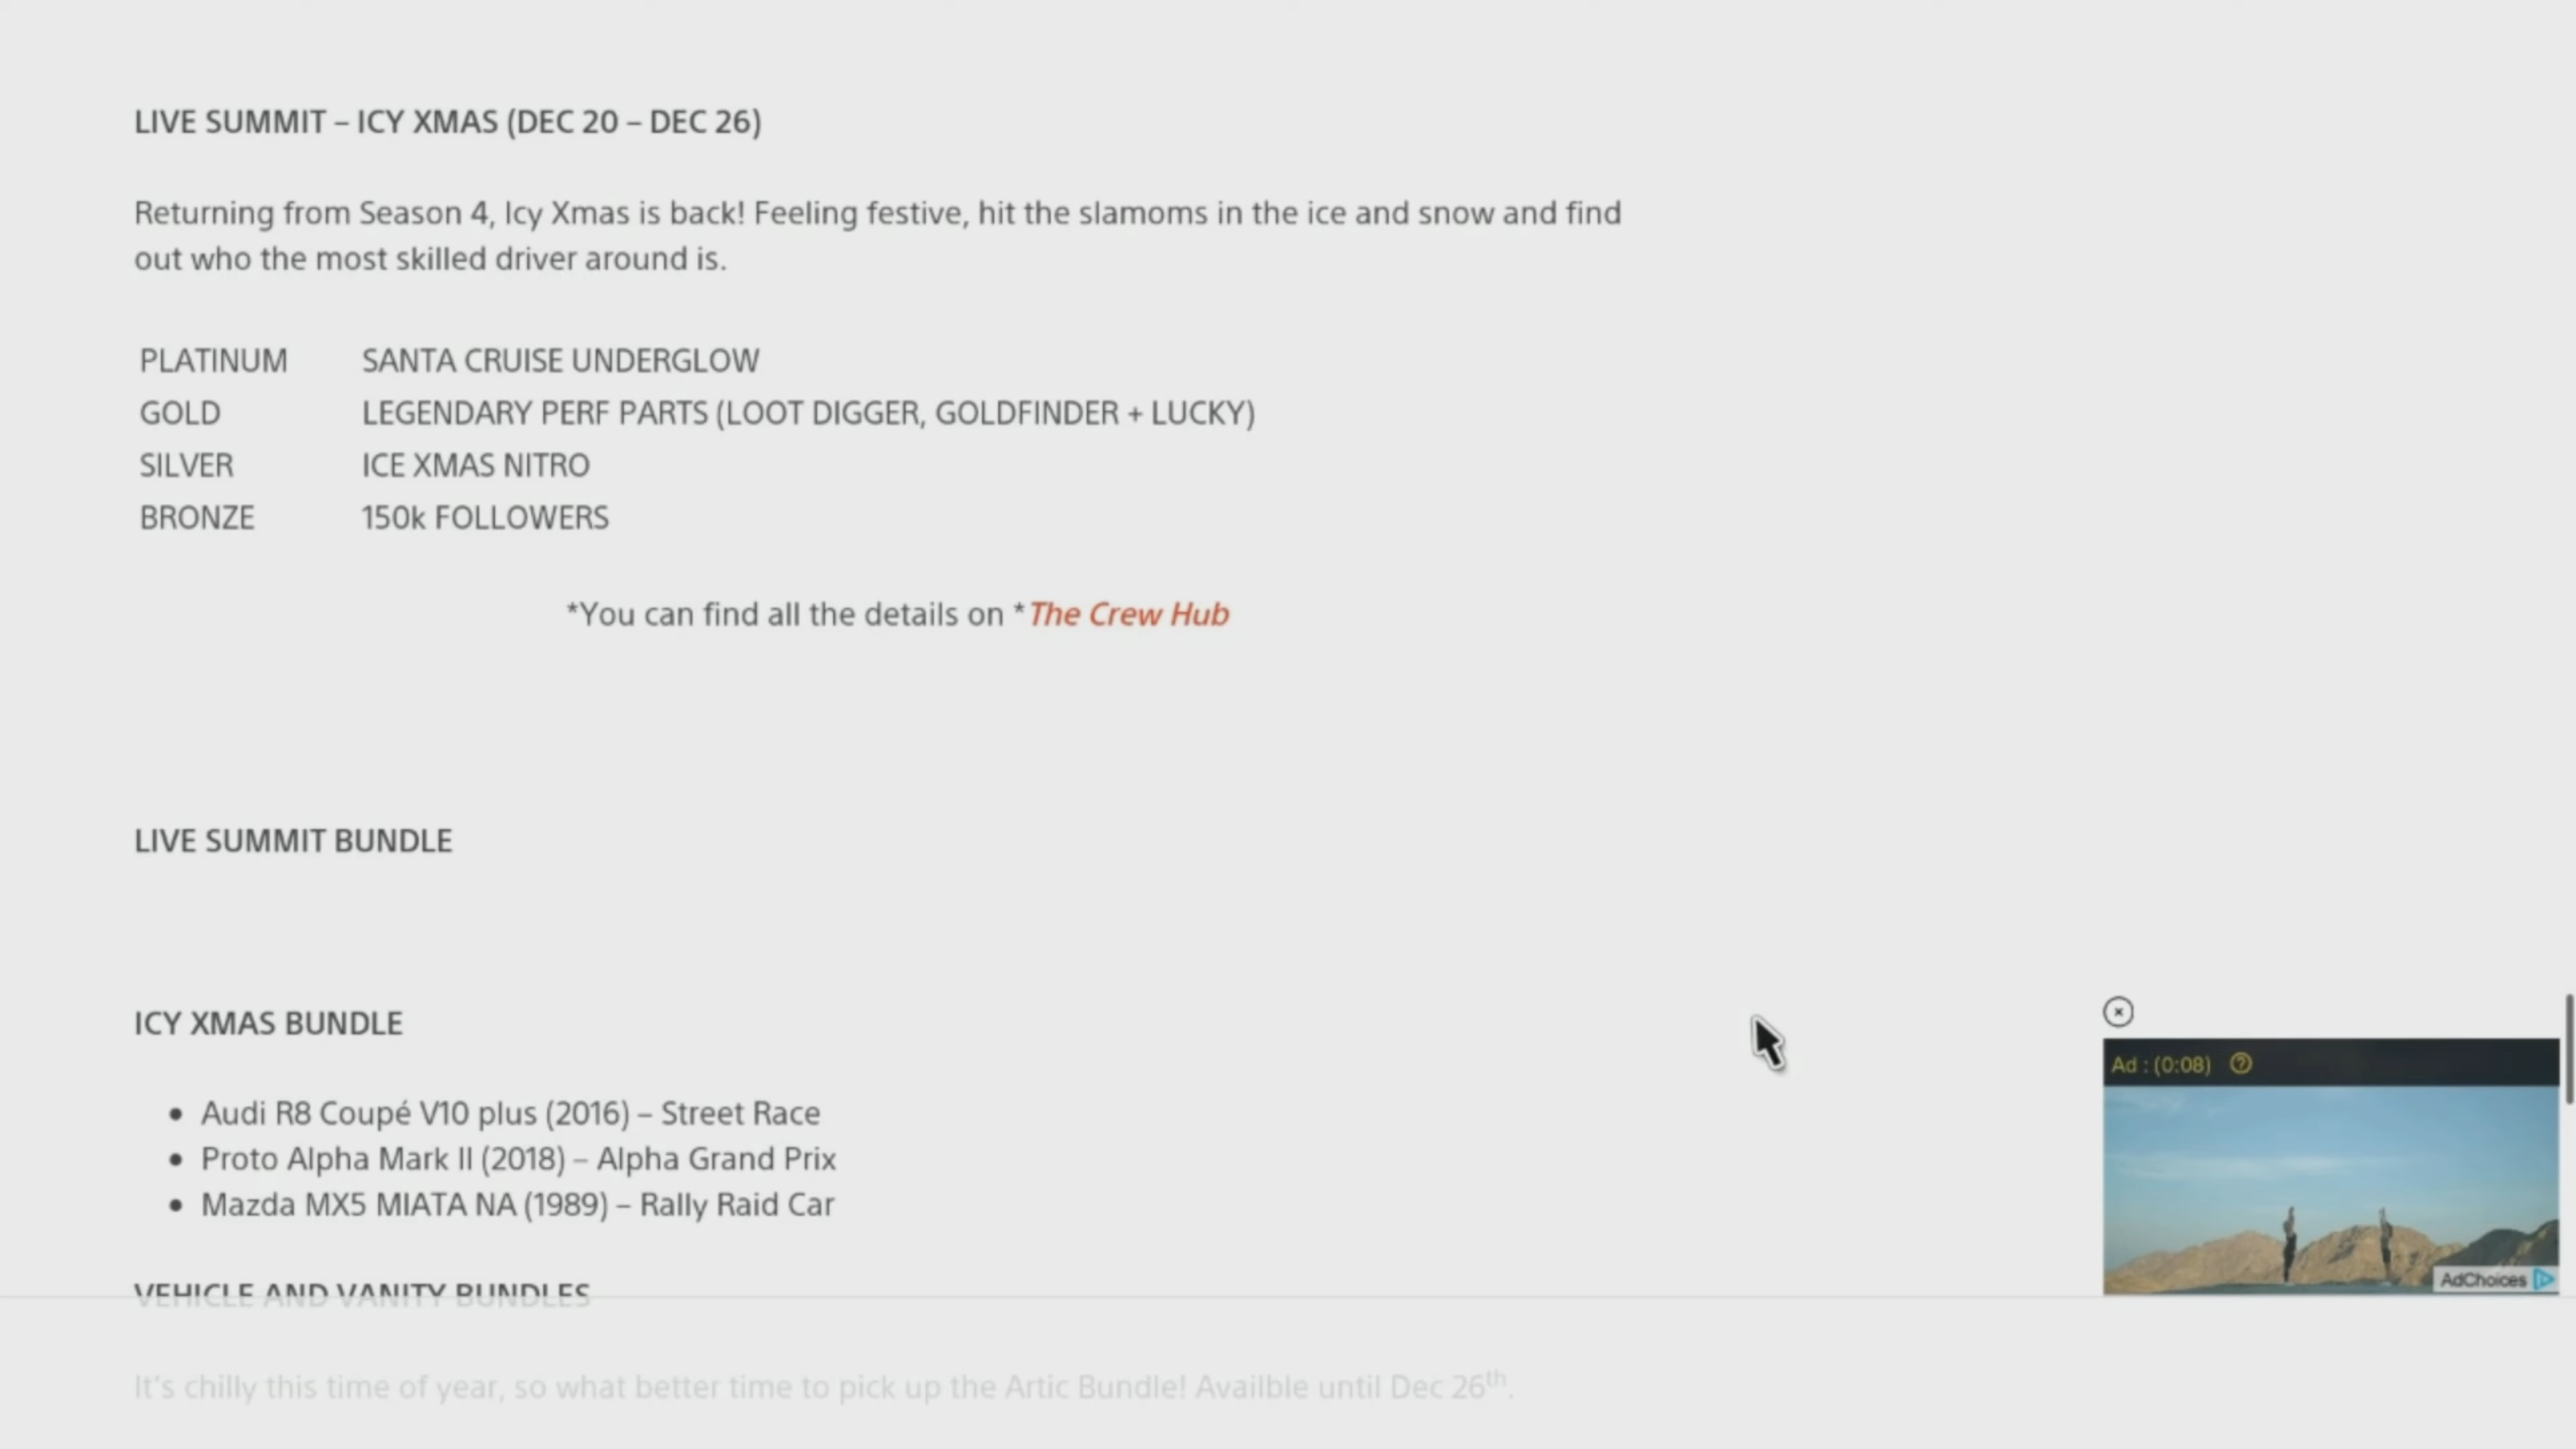 LIVE SUMMIT – ICY XMAS (DEC 20 – DEC 26)
Returning from Season 4, Icy Xmas is back! Feeling festive, hit the slamoms in the ice and snow and find
out who the most skilled driver around is.
PLATINUM SANTA CRUISE UNDERGLOW
GOLD LEGENDARY PERF PARTS (LOOT DIGGER, GOLDFINDER + LUCKY)
SILVER ICE XMAS NITRO
BRONZE 150k FOLLOWERS
*You can find all the details on *The Crew Hub
LIVE SUMMIT BUNDLE
ICY XMAS BUNDLE
• Audi R8 Coupé V10 plus (2016) – Street Race
• Proto Alpha Mark II (2018) – Alpha Grand Prix
• Mazda MX5 MIATA NA (1989) – Rally Raid Car
Ad : (0:08)
AdChoices
VEHICLE AND VANITY BUNDLES
It's chilly this time of year, so what better time to pick up the Artic Bundle! Availble until Dec 26th.